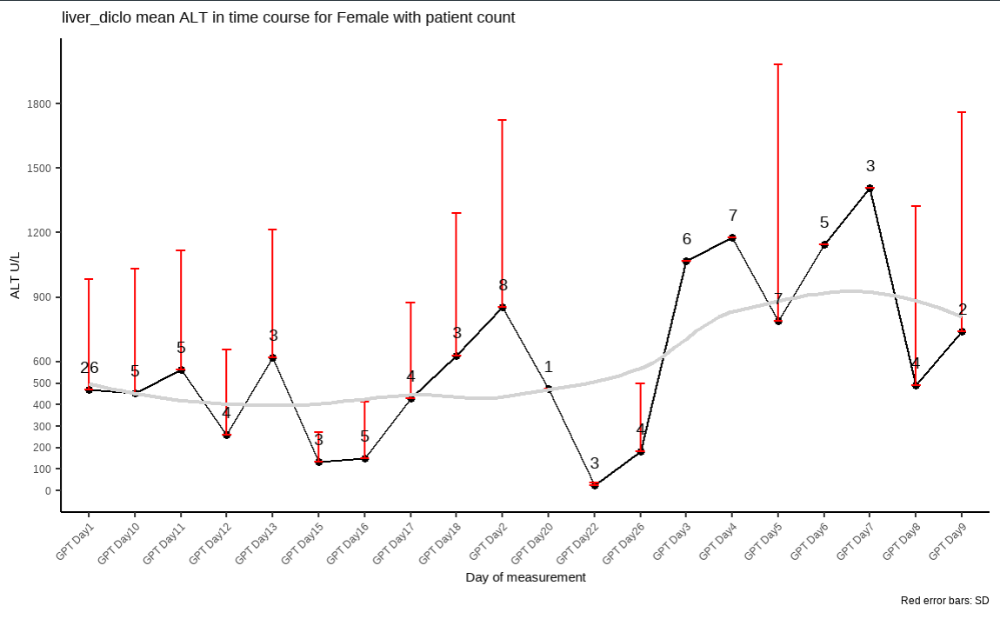 liver_diclo mean ALT in time course for Female with patient count
ALT U/L
1800
1500
1200
900
600
500
400
300
200
100
0
26
5
5
4
3
3
5
4
3
8
1
3
4
6
7
7
5
3
4
2
GPT Day1
GPT Day10
GPT Day11
GPT Day12
GPT Day13
GPT Day15
GPT Day16
GPT Day17
GPT Day18
GPT Day2
GPT Day20
GPT Day22
GPT Day26
GPT Day3
GPT Day4
GPT Day5
GPT Day6
GPT Day7
GPT Day8
GPT Day9
Day of measurement
Red error bars: SD